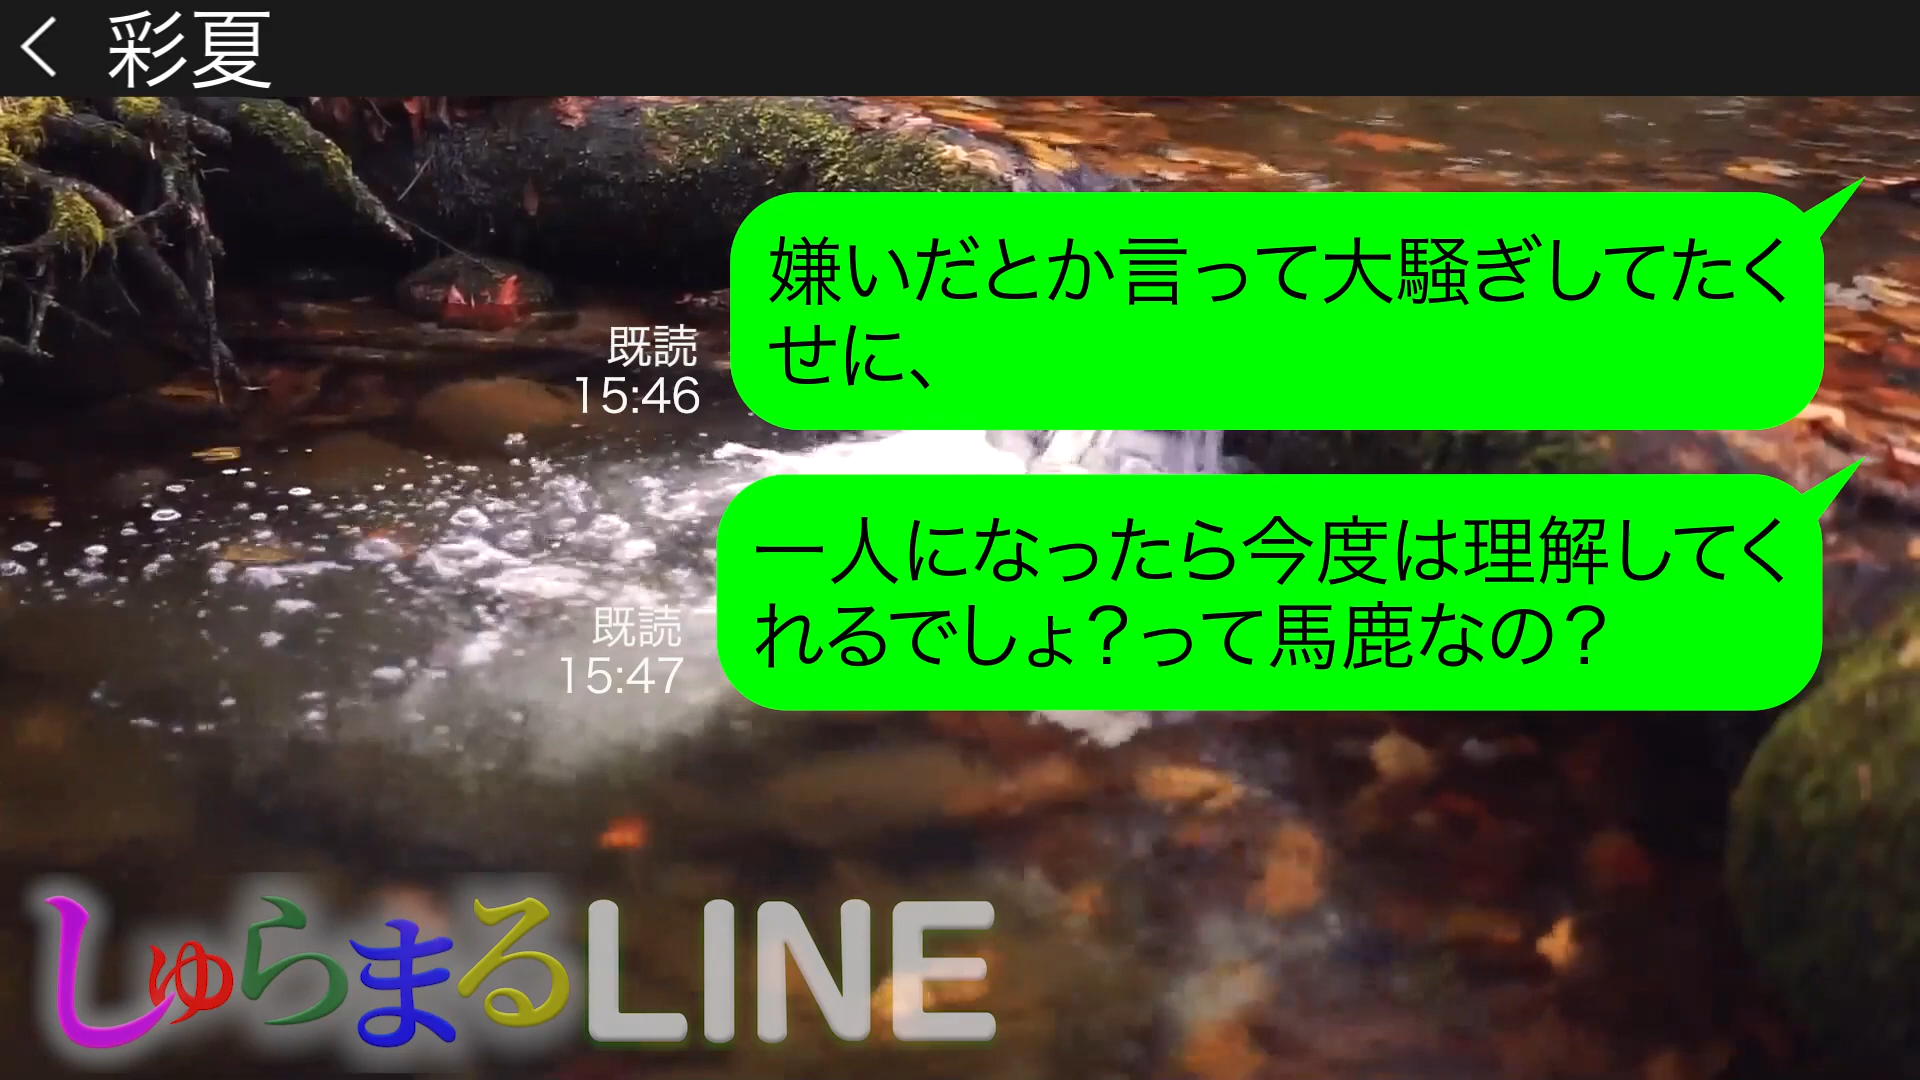 彩夏
嫌いだとか言って大騒ぎしてたく
せに、
既読
15:46
一人になったら今度は理解してく
れるでしょ?って馬鹿なの?
既読
15:47
しゅらまるLINE